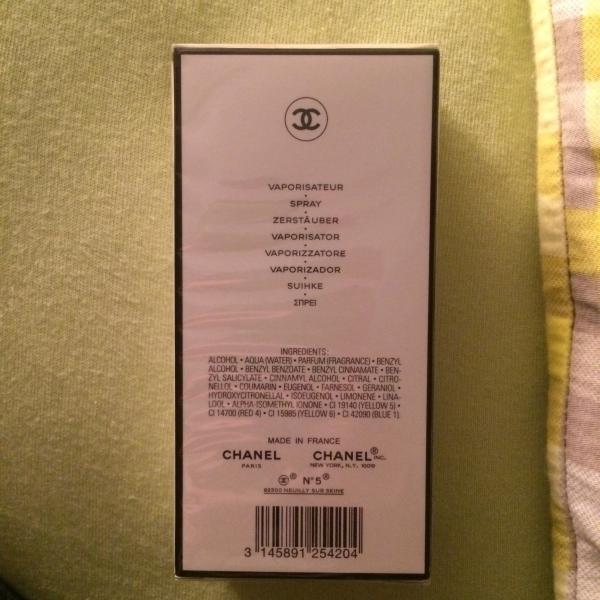 VAPORISATEUR
•
SPRAY
•
ZERSTÄUBER
•
VAPORISATOR
•
VAPORIZZATORE
•
VAPORIZADOR
•
SUIHKE
•
ΣΠΡΕΪ
INGREDIENTS:
ALCOHOL • AQUA (WATER) • PARFUM (FRAGRANCE) • BENZYL
ALCOHOL • BENZYL BENZOATE • BENZYL CINNAMATE • BEN-
ZYL SALICYLATE • CINNAMYL ALCOHOL • CITRAL • CITRO-
NELLOL • COUMARIN • EUGENOL • FARNESOL • GERANIOL •
HYDROXYCITRONELLAL • ISOEUGENOL • LIMONENE • LINA-
LOOL • ALPHA-ISOMETHYL IONONE • CI 19140 (YELLOW 5) •
CI 14700 (RED 4) • CI 15985 (YELLOW 6) • CI 42090 (BLUE 1).
MADE IN FRANCE
CHANEL CHANEL® INC.
PARIS NEW YORK, N.Y. 10019
© N°5®
92200 NEUILLY SUR SEINE
3 145891 254204